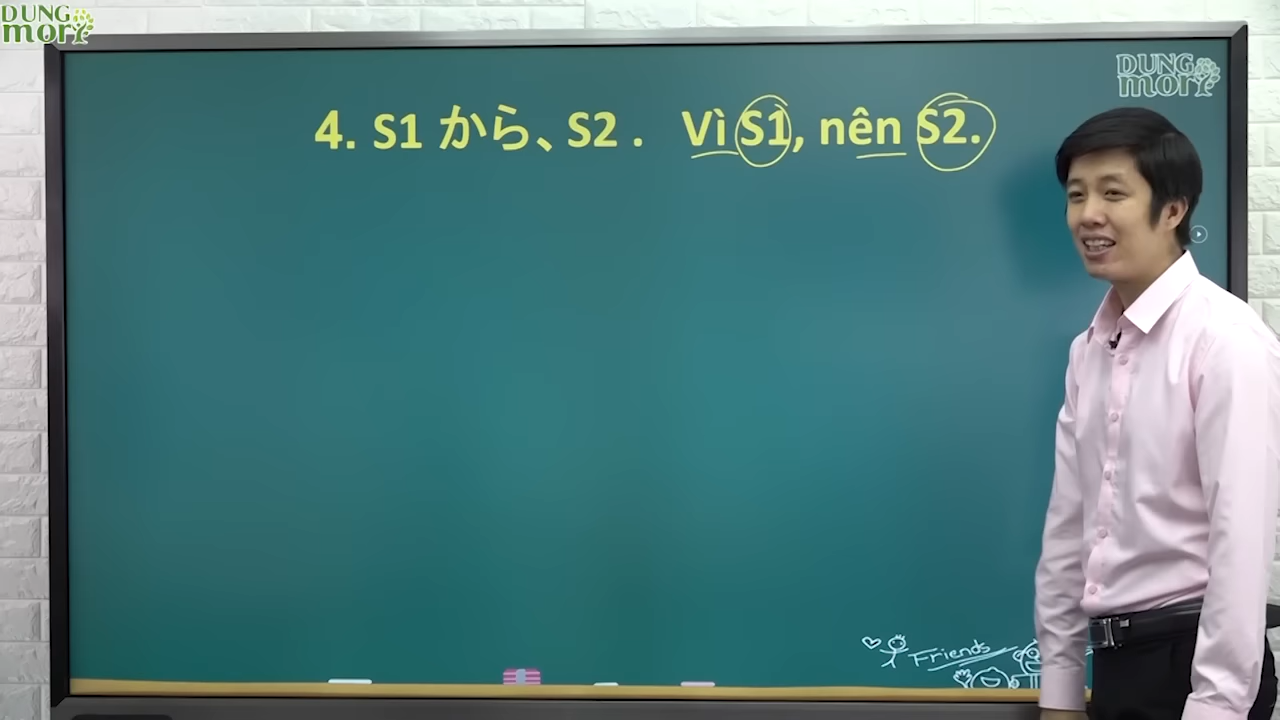 DUNG
mori
DUNG
mori
4. S1 から、S2 . Vì S1, nên S2.
Friends